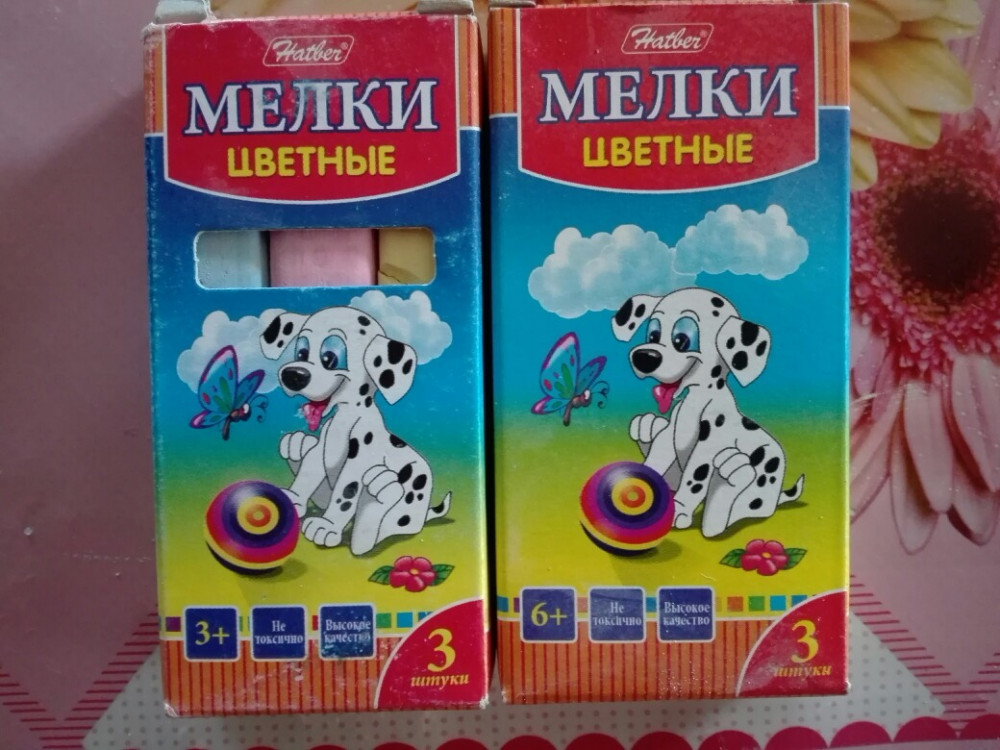 Hatber®
МЕЛКИ
ЦВЕТНЫЕ
3+
Не
токсично
Высокое
качество
3
штуки
Hatber®
МЕЛКИ
ЦВЕТНЫЕ
6+
Не
токсично
Высокое
качество
3
штуки